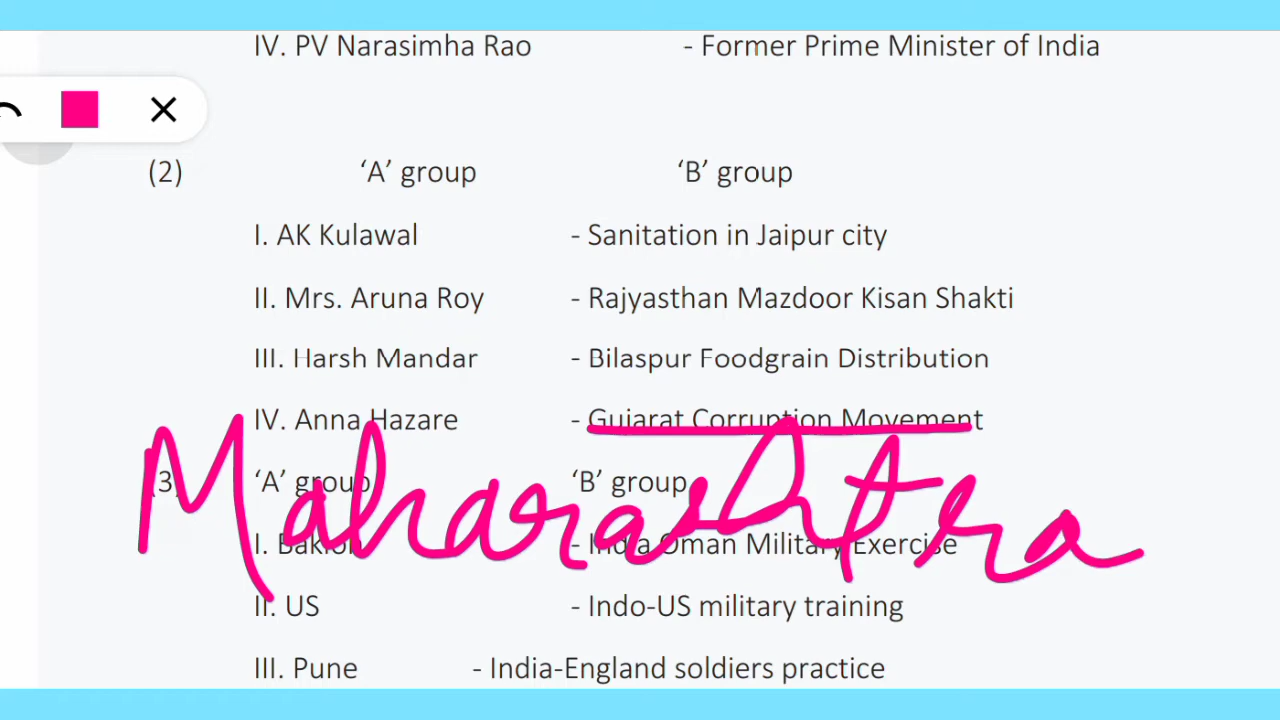 IV. PV Narasimha Rao - Former Prime Minister of India
(2) ‘A’ group ‘B’ group
I. AK Kulawal - Sanitation in Jaipur city
II. Mrs. Aruna Roy - Rajyasthan Mazdoor Kisan Shakti
III. Harsh Mandar - Bilaspur Foodgrain Distribution
IV. Anna Hazare - Gujarat Corruption Movement
Maharashtra
(3) ‘A’ group ‘B’ group
I. - India Oman Military Exercise
II. US - Indo-US military training
III. Pune - India-England soldiers practice